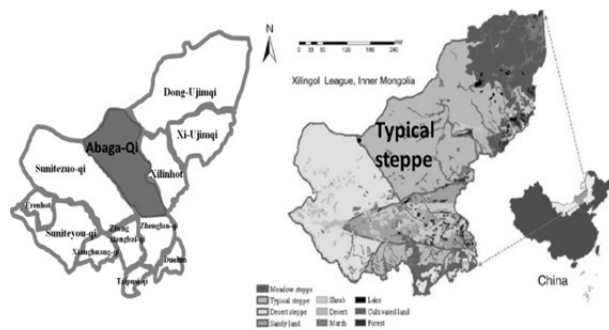 Dong-Ujimqi
Xi-Ujimqi
Abaga-Qi
Sunitezuo-qi
Xilinhot
Erenhot
Suniteyou-qi
Zhenglan-qi
Zheng
Xianghuang-qi
Duolun
Taipusi-qi
N
Xilingol League, Inner Mongolia
Typical
steppe
China
Meadow steppe
Typical steppe
Desert steppe
Sandy land
Shrub
Desert
Marsh
Lake
Cultivated land
Forest